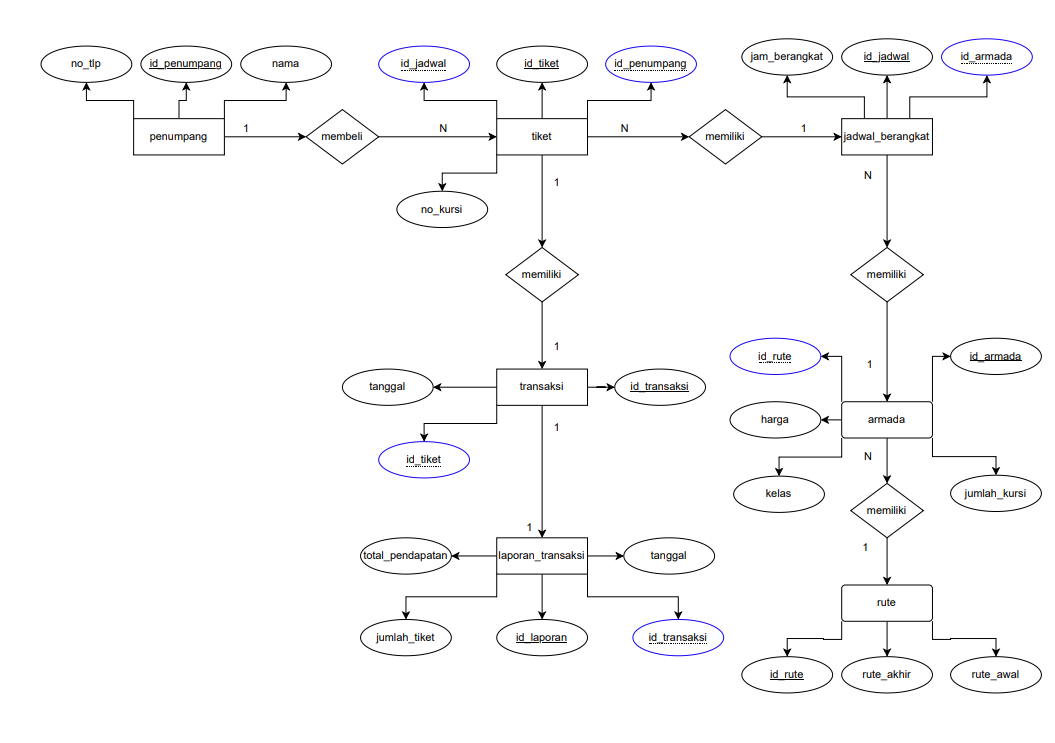 no_tlp
id_penumpang
nama
id_jadwal
id_tiket
id_penumpang
jam_berangkat
id_jadwal
id_armada
penumpang
1
membeli
N
tiket
N
memiliki
1
jadwal_berangkat
no_kursi
1
N
memiliki
memiliki
1
1
id_rute
id_armada
tanggal
transaksi
id_transaksi
harga
armada
1
id_tiket
N
kelas
jumlah_kursi
memiliki
1
1
total_pendapatan
laporan_transaksi
tanggal
rute
jumlah_tiket
id_laporan
id_transaksi
id_rute
rute_akhir
rute_awal